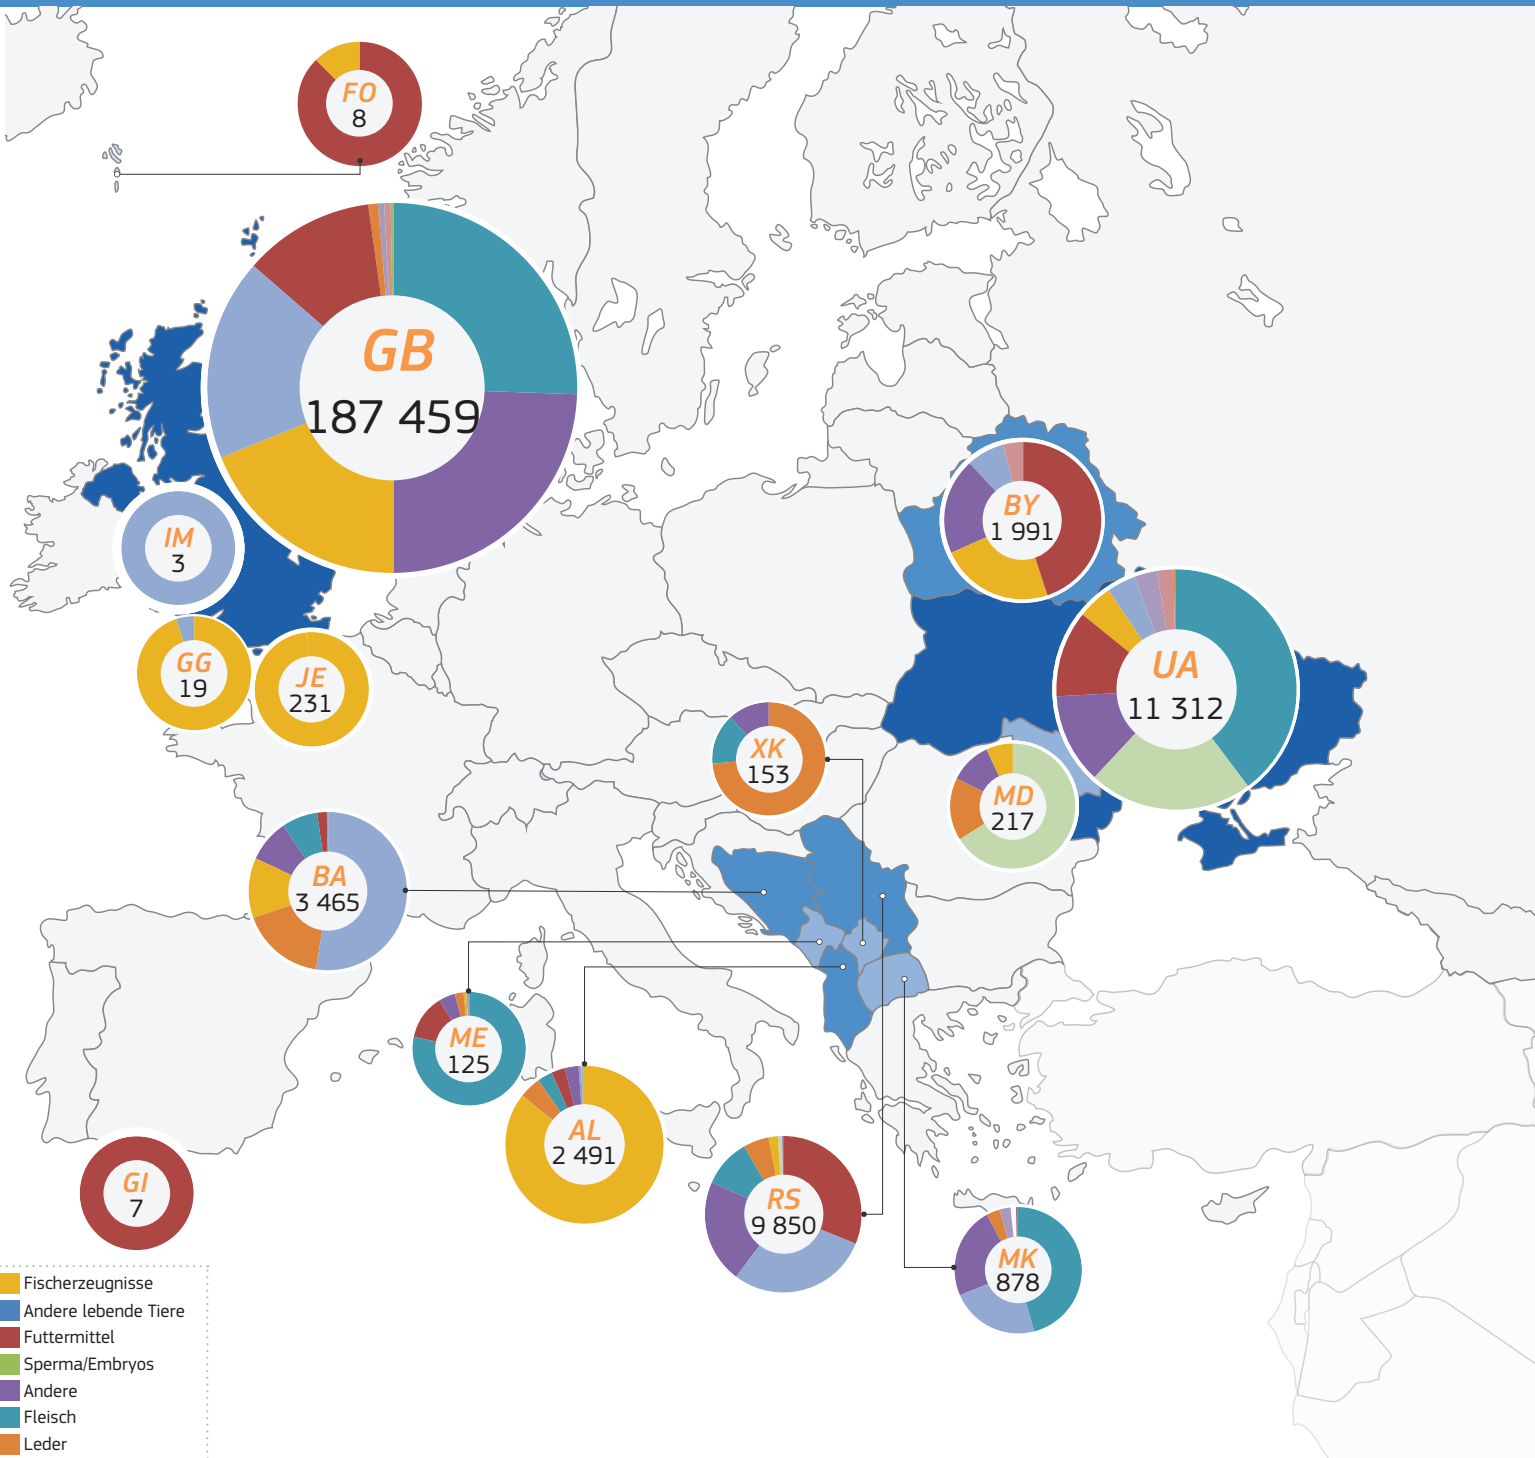 FO
8
GB
187 459
BY
1 991
IM
3
UA
11 312
GG
19
JE
231
XK
153
MD
217
BA
3 465
ME
125
AL
2 491
GI
7
RS
9 850
MK
878
Fischerzeugnisse
Andere lebende Tiere
Futtermittel
Sperma/Embryos
Andere
Fleisch
Leder